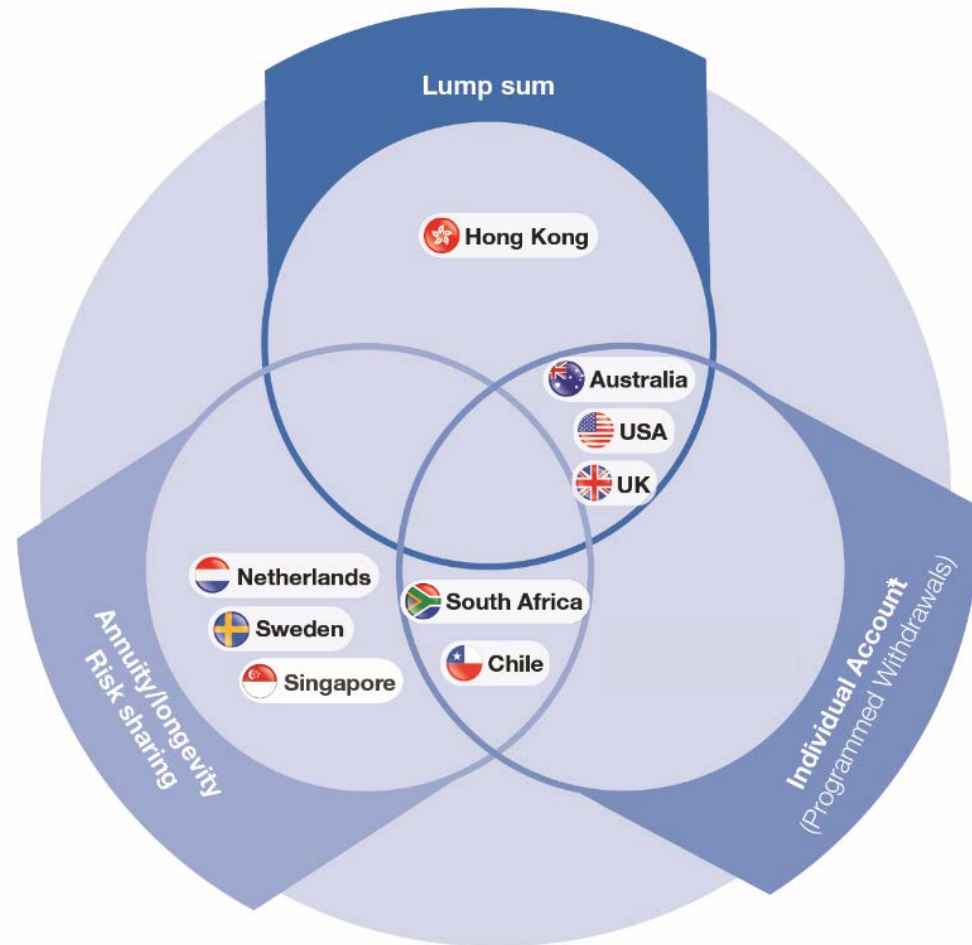 Lump sum
Hong Kong
Australia
USA
UK
Netherlands
Sweden
Singapore
South Africa
Chile
Annuity/longevity
Risk sharing
Individual Account*
(Programmed Withdrawals)